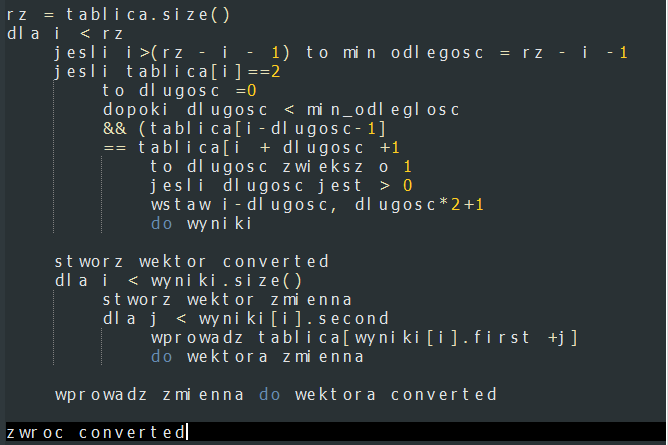 rz = tablica.size()
dla i < rz
jesli i>(rz - i - 1) to min odlegosc = rz - i -1
jesli tablica[i]==2
to dlugosc =0
dopoki dlugosc < min_odleglosc
&& (tablica[i-dlugosc-1]
== tablica[i + dlugosc +1
to dlugosc zwieksz o 1
jesli dlugosc jest > 0
wstaw i-dlugosc, dlugosc*2+1
do wyniki
stworz wektor converted
dla i < wyniki.size()
stworz wektor zmienna
dla j < wyniki[i].second
wprowadz tablica[wyniki[i].first +j]
do wektora zmienna
wprowadz zmienna do wektora converted
zwroc converted